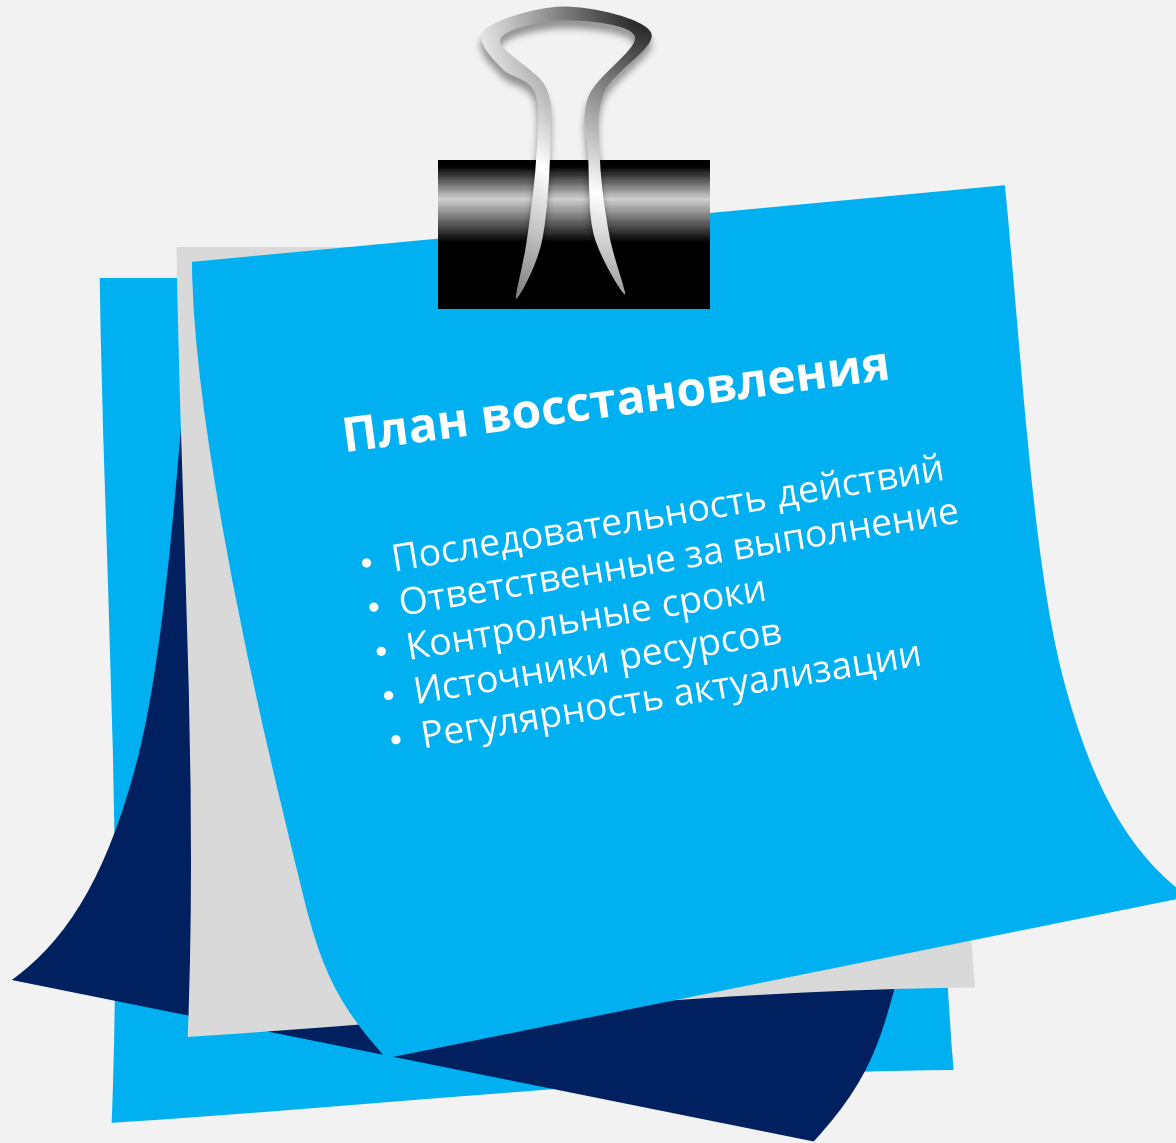 План восстановления
• Последовательность действий
• Ответственные за выполнение
• Контрольные сроки
• Источники ресурсов
• Регулярность актуализации